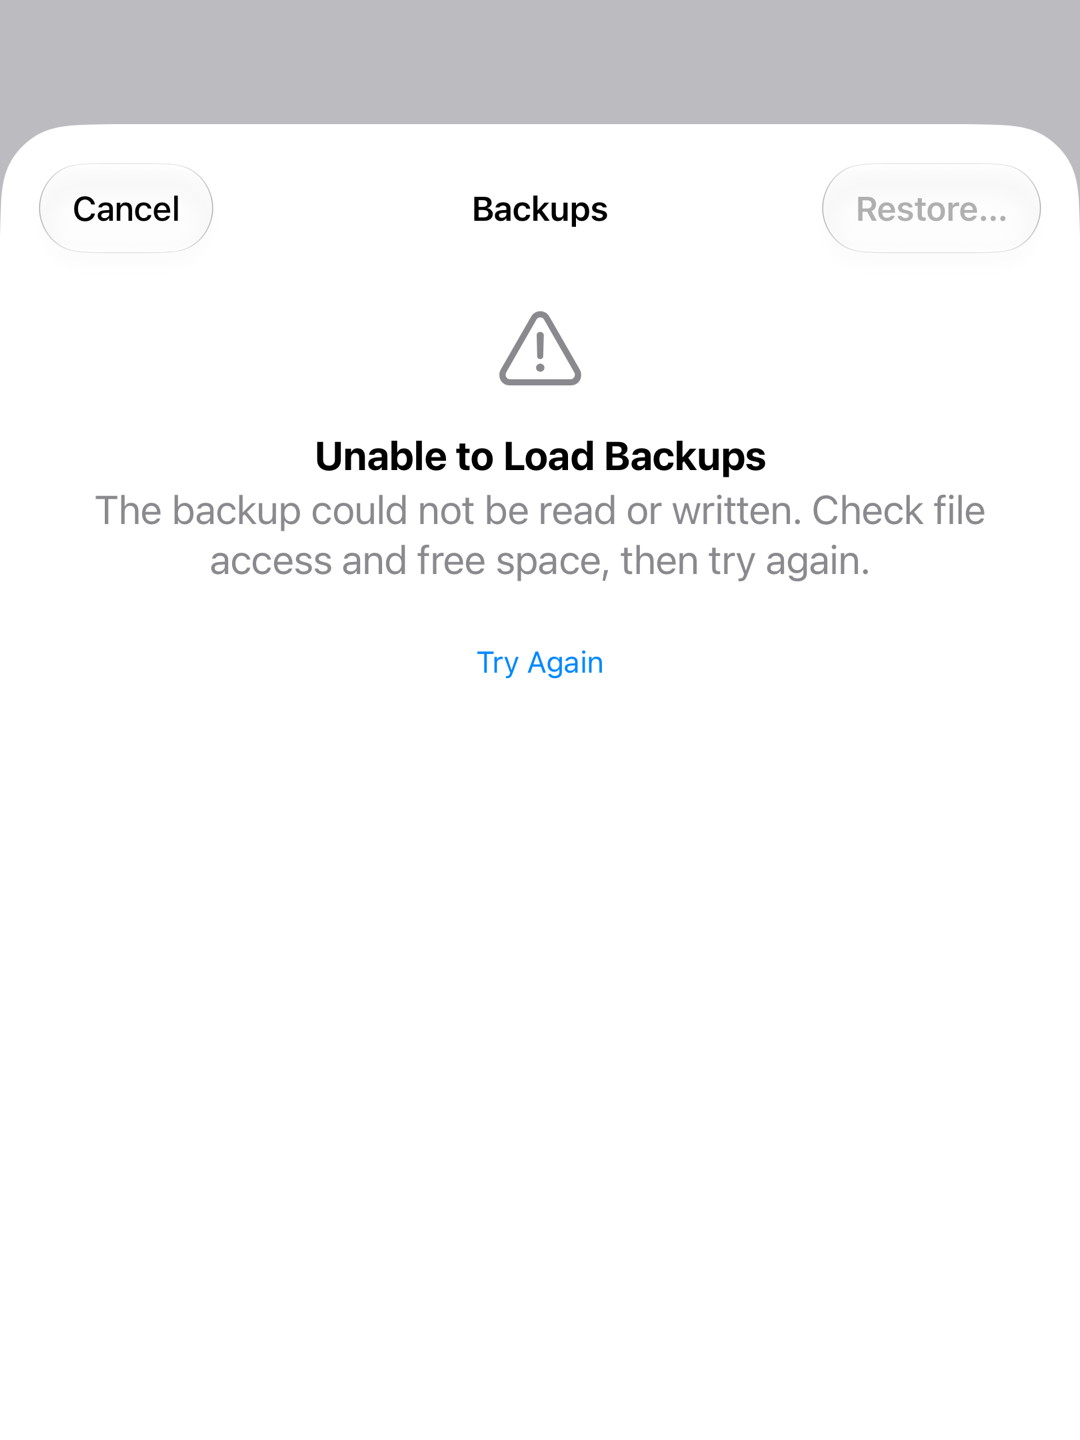 Cancel
Backups
Restore...
Unable to Load Backups
The backup could not be read or written. Check file
access and free space, then try again.
Try Again